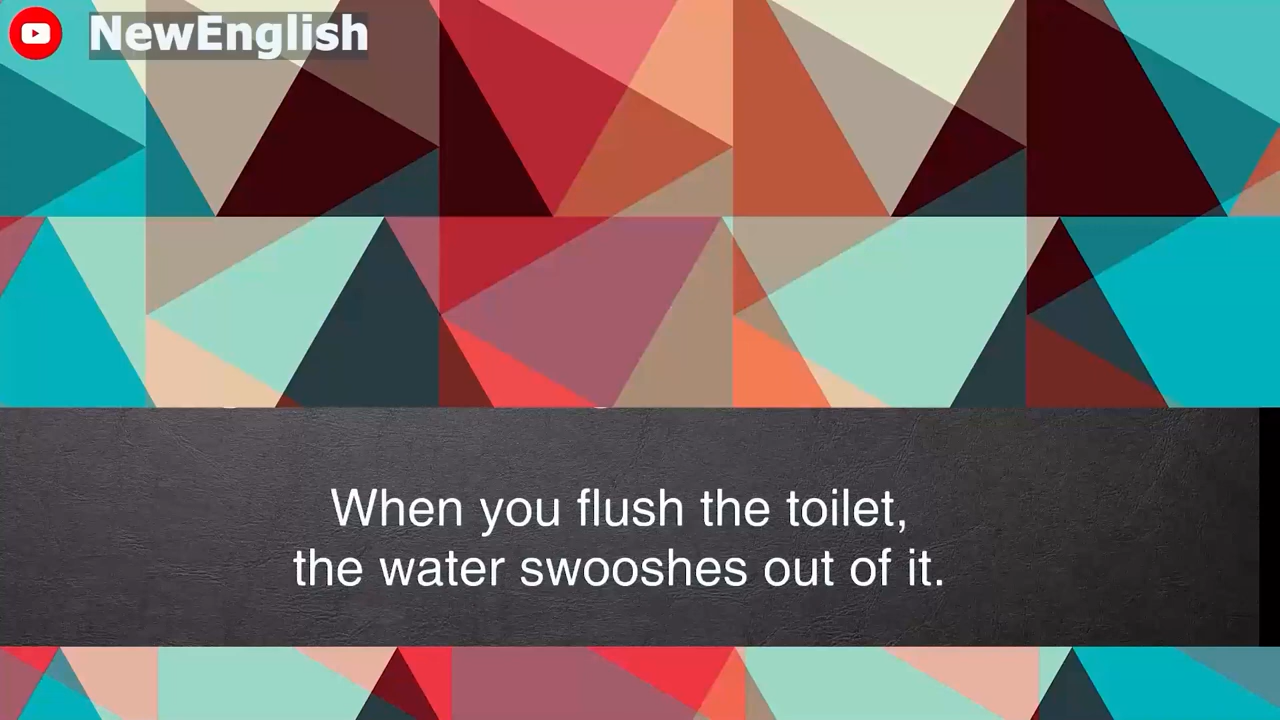 NewEnglish
When you flush the toilet,
the water swooshes out of it.